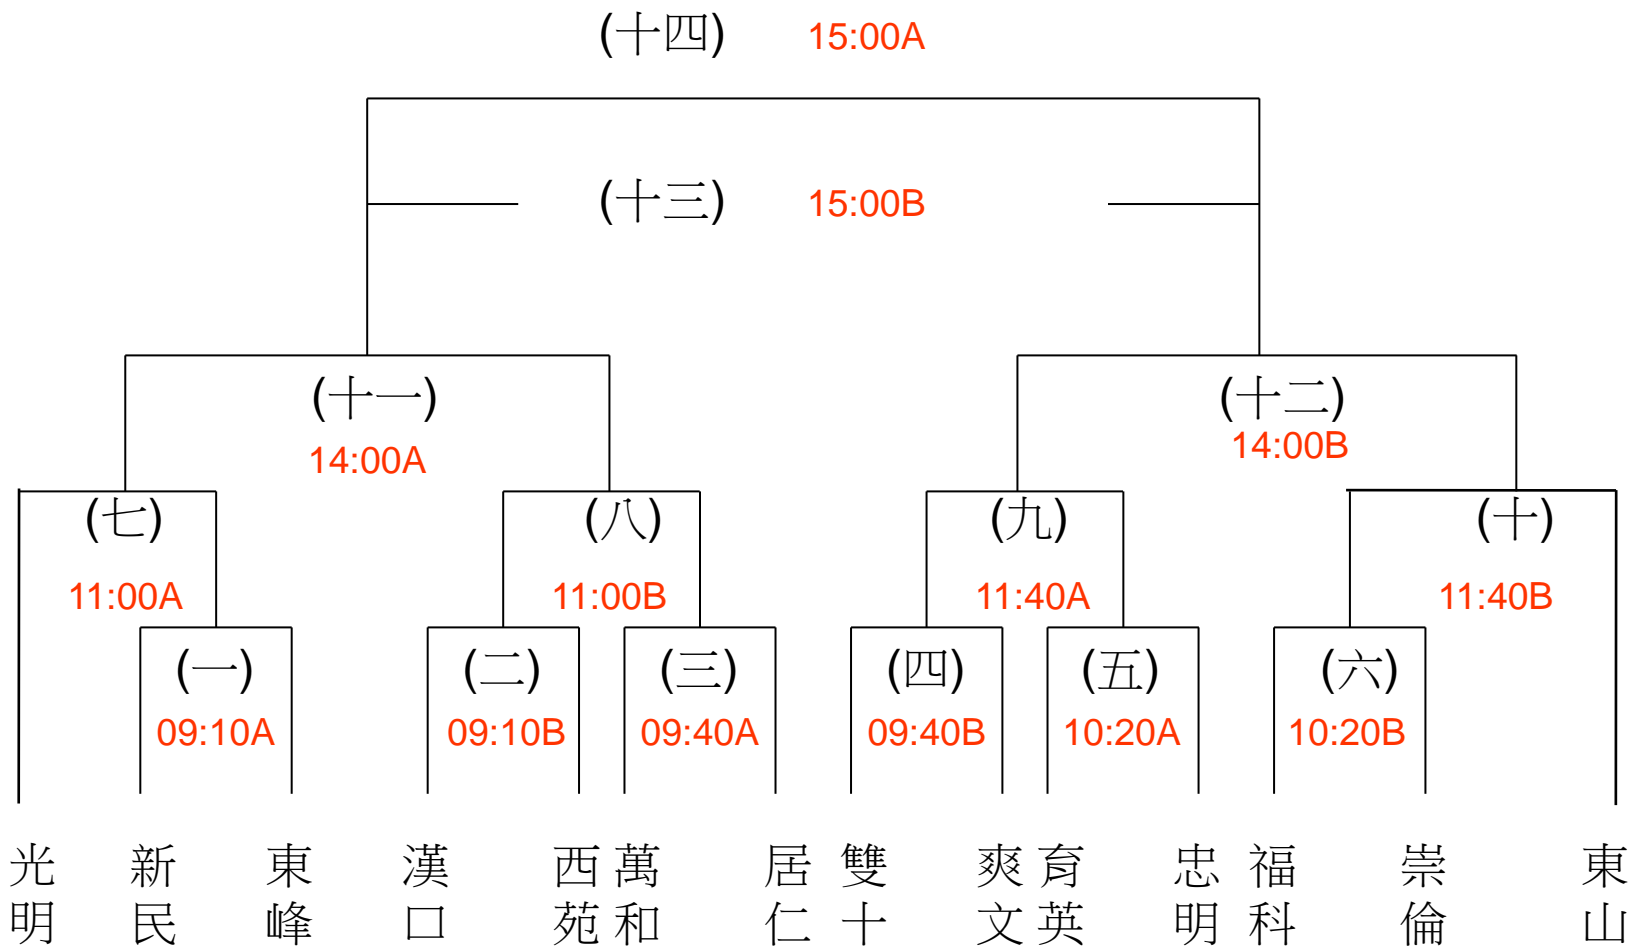 (十四) 15:00A
(十三) 15:00B
(十一) (十二)
14:00A 14:00B
(七) (八) (九) (十)
11:00A 11:00B 11:40A 11:40B
(一) (二) (三) (四) (五) (六)
09:10A 09:10B 09:40A 09:40B 10:20A 10:20B
光明 新民 東峰 漢口 西苑 萬和 居仁 雙十 爽文 育英 忠明 福科 崇倫 東山